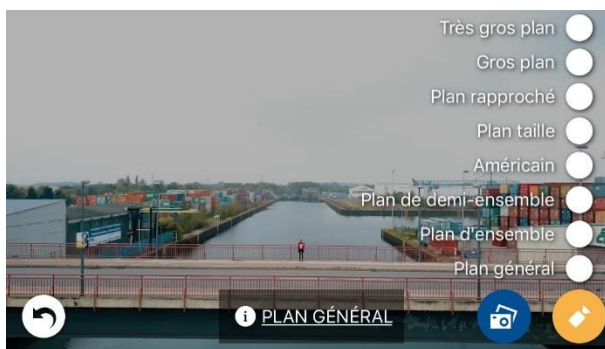 Très gros plan
Gros plan
Plan rapproché
Plan taille
Américain
Plan de demi-ensemble
Plan d'ensemble
Plan général
i PLAN GÉNÉRAL